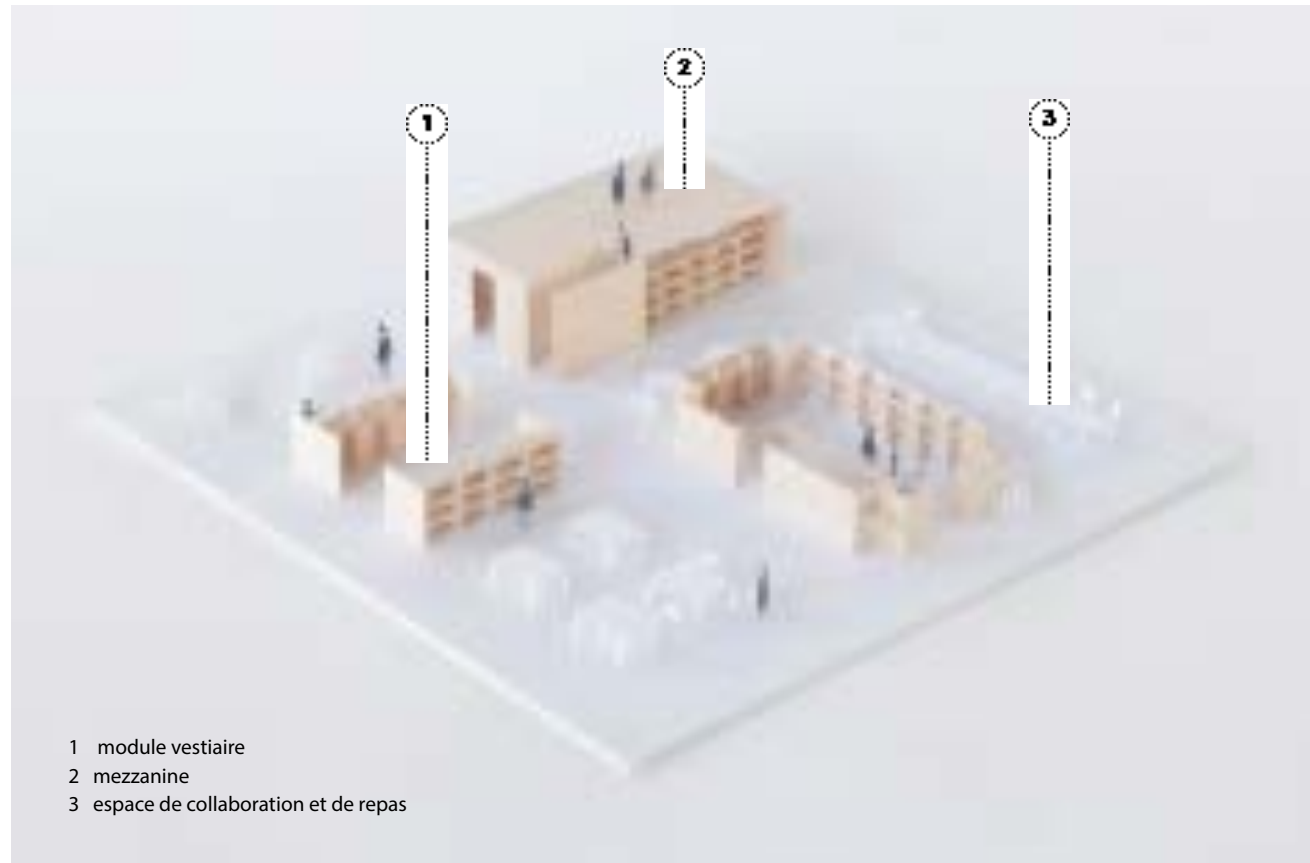 1
2
3
1 module vestiaire
2 mezzanine
3 espace de collaboration et de repas